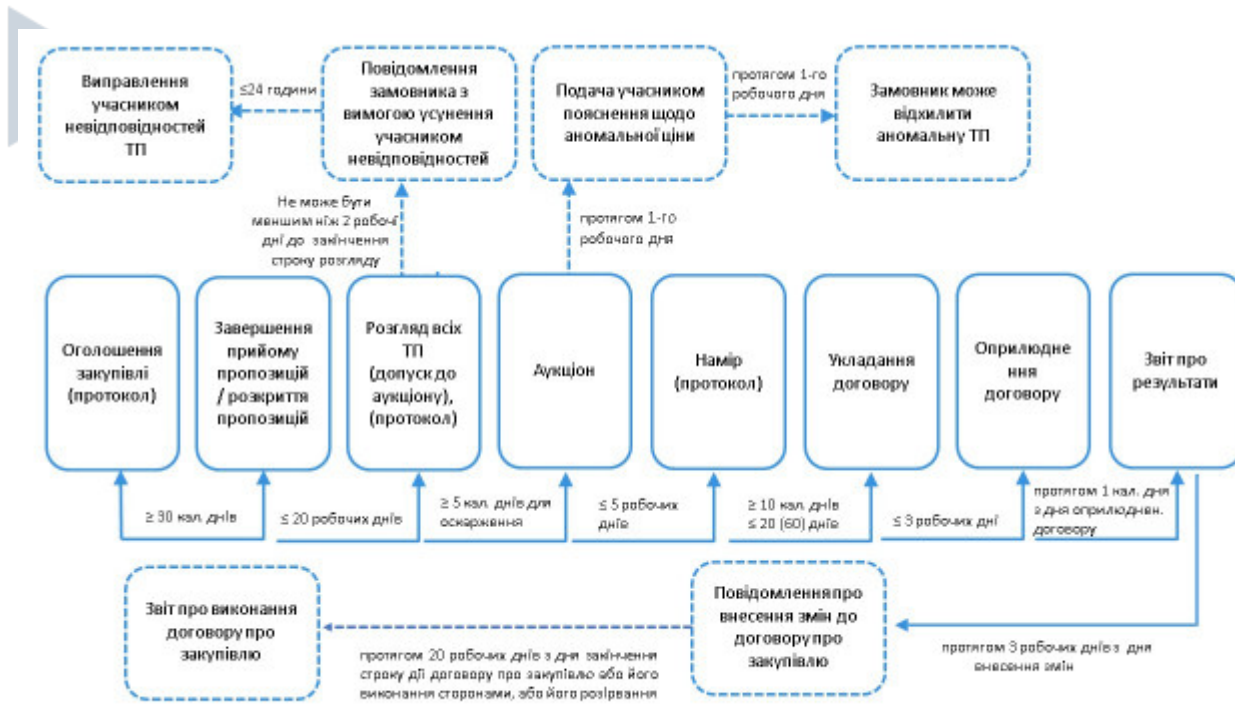 Виправлення
учасником
невідповідностей
ТП
≤24 години
Повідомлення
замовника з
вимогою усунення
учасником
невідповідностей
Подача учасником
пояснення щодо
аномальної ціни
протягом 1-го
робочого дня
Замовник може
відхилити
аномальну ТП
Не може бути
меншим ніж 2 робочі
дні до закінчення
строку розгляду
протягом 1-го
робочого дня
Оголошення
закупівлі
(протокол)
Завершення
прийому
пропозицій
/ розкриття
пропозицій
Розгляд всіх
ТП
(допуск до
аукціону),
(протокол)
Аукціон
Намір
(протокол)
Укладання
договору
Оприлюдне
ння
договору
Звіт про
результати
≥ 30 кал. днів
≤ 20 робочих днів
≥ 5 кал. днів для
оскарження
≤ 5 робочих
днів
≥ 10 кал. днів
≤ 20 (60) днів
≤ 3 робочих дні
протягом 1 кал. дня
з дня оприлюднен.
договору
Звіт про виконання
договору про
закупівлю
Повідомлення про
внесення змін до
договору про
закупівлю
протягом 20 робочих днів з дня закінчення
строку дії договору про закупівлю або його
виконання сторонами, або його розірвання
протягом 3 робочих днів з дня
внесення змін